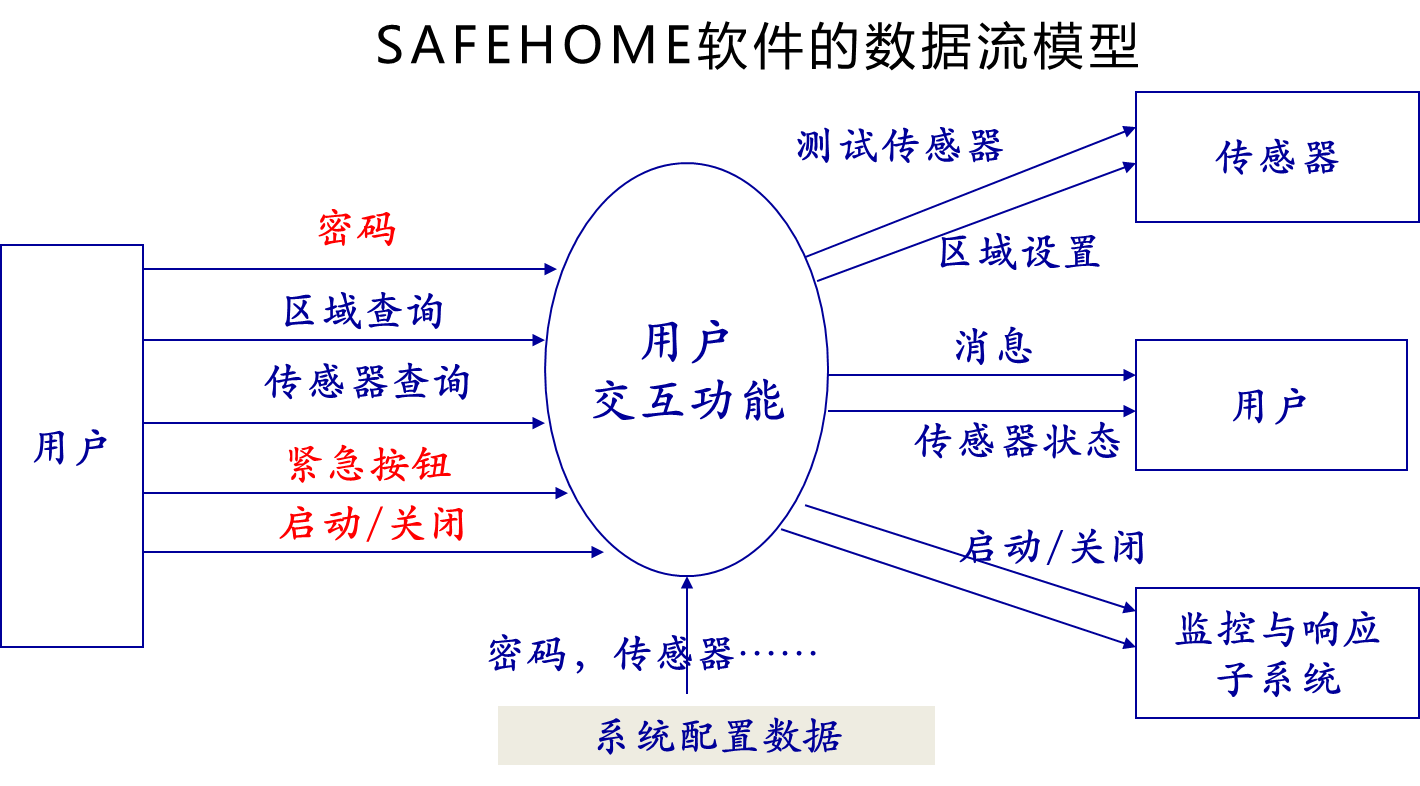 SAFEHOME软件的数据流模型
测试传感器
传感器
密码
区域设置
区域查询
用户
交互功能
消息
传感器查询
用户
用户
传感器状态
紧急按钮
启动/关闭
启动/关闭
监控与响应
子系统
密码，传感器……
系统配置数据